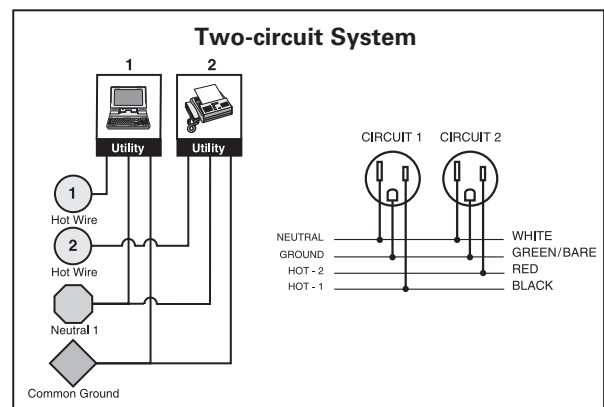 Two-circuit System
1
2
Utility
Utility
1
Hot Wire
2
Hot Wire
Neutral 1
Common Ground
CIRCUIT 1
CIRCUIT 2
NEUTRAL
WHITE
GROUND
GREEN/BARE
HOT - 2
RED
HOT - 1
BLACK